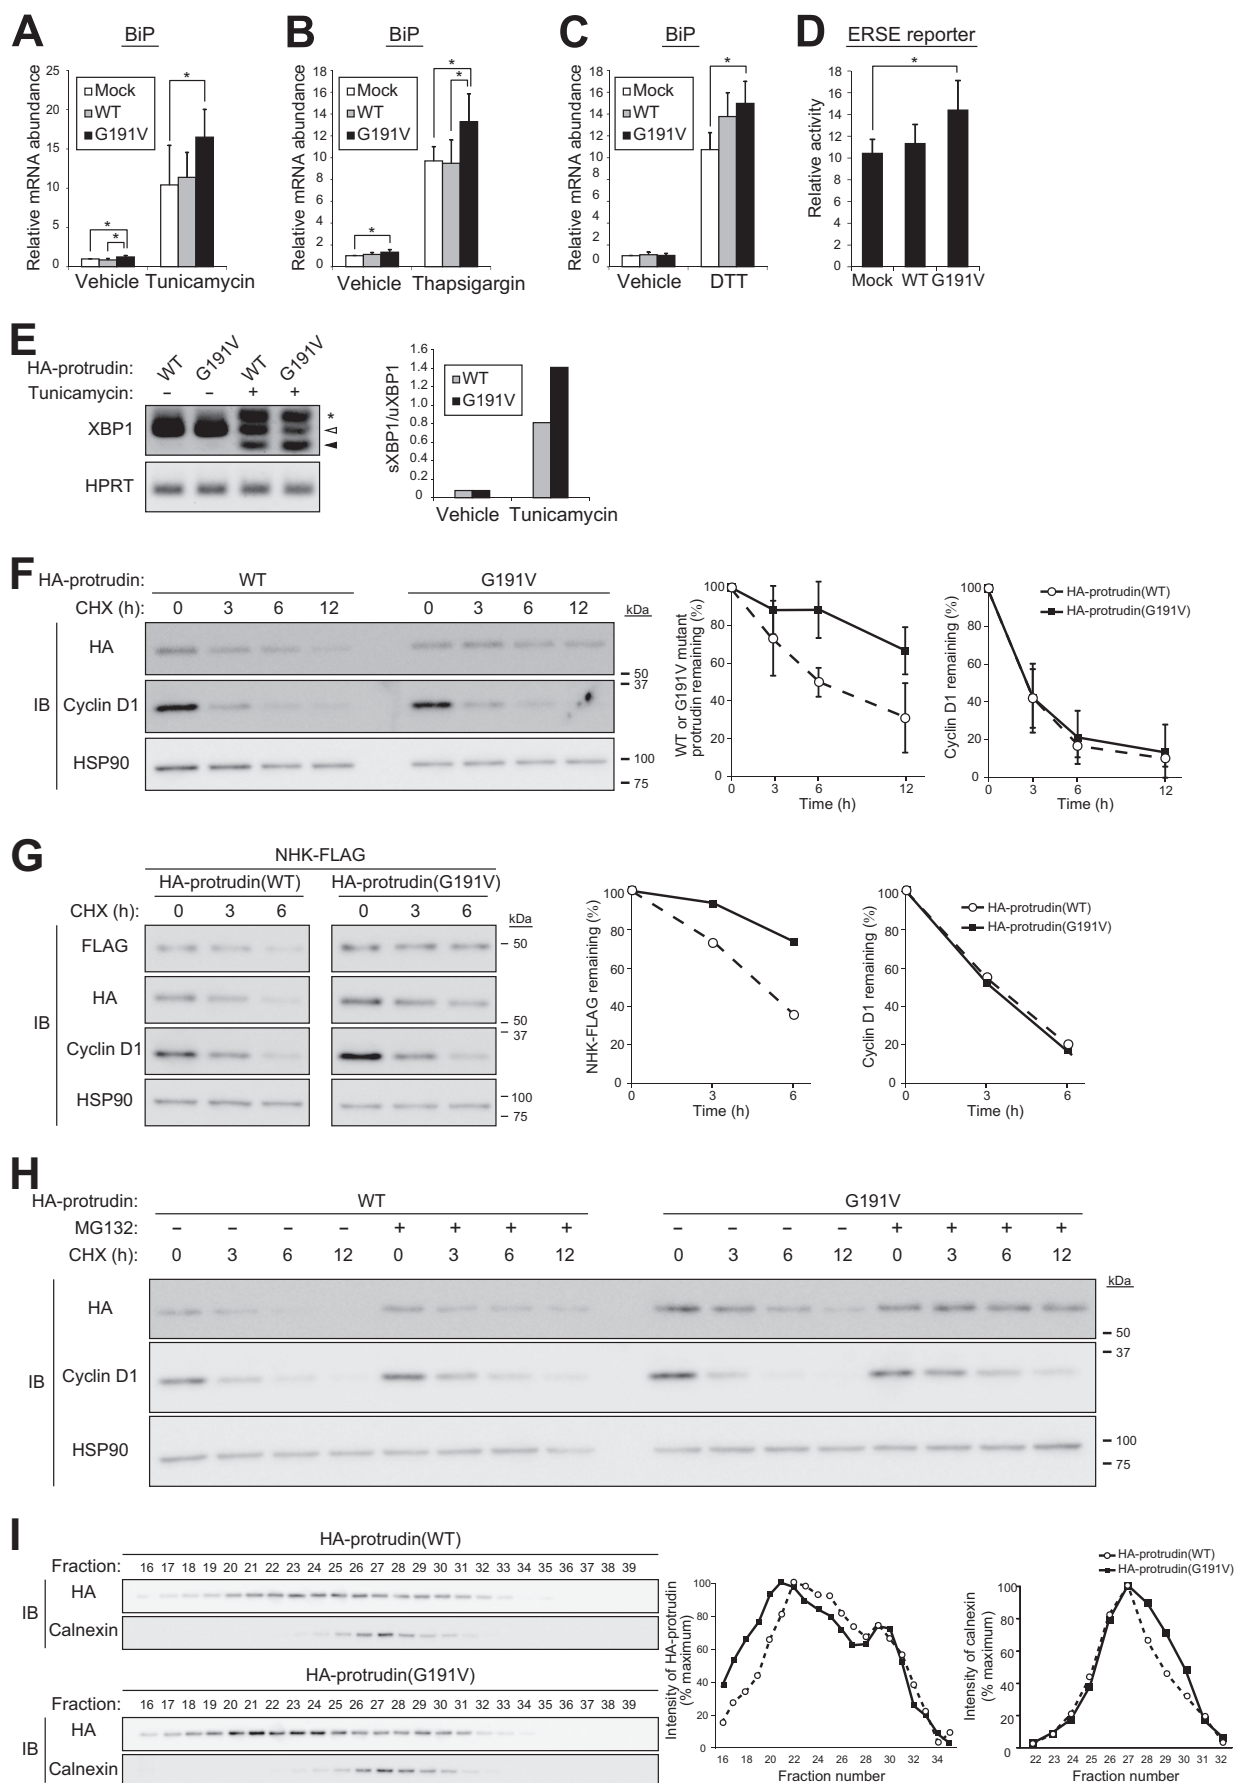 A
BiP
Relative mRNA abundance
25
20
15
10
5
0
Mock
WT
G191V
*
*
*
Vehicle
Tunicamycin
B
BiP
Relative mRNA abundance
18
16
14
12
10
8
6
4
2
0
Mock
WT
G191V
*
*
*
Vehicle
Thapsigargin
C
BiP
Relative mRNA abundance
18
16
14
12
10
8
6
4
2
0
Mock
WT
G191V
*
Vehicle
DTT
D
ERSE reporter
Relative activity
18
16
14
12
10
8
6
4
2
0
*
Mock WT G191V
E
HA-protrudin: WT G191V WT G191V
Tunicamycin: – – + +
XBP1
*
HPRT
sXBP1/uXBP1
1.6
1.4
1.2
1.0
0.8
0.6
0.4
0.2
0
WT
G191V
Vehicle Tunicamycin
F
HA-protrudin: WT G191V
CHX (h): 0 3 6 12 0 3 6 12
kDa
IB
HA
50
37
Cyclin D1
HSP90
100
75
WT or G191V mutant
protrudin remaining (%)
100
80
60
40
20
0
0 3 6 12
Time (h)
Cyclin D1 remaining (%)
100
80
60
40
20
0
0 3 6 12
Time (h)
HA-protrudin(WT)
HA-protrudin(G191V)
G
NHK-FLAG
HA-protrudin(WT) HA-protrudin(G191V)
CHX (h): 0 3 6 0 3 6
kDa
IB
FLAG
50
HA
50
37
Cyclin D1
HSP90
100
75
NHK-FLAG remaining (%)
100
80
60
40
20
0
0 3 6
Time (h)
Cyclin D1 remaining (%)
100
80
60
40
20
0
0 3 6
Time (h)
HA-protrudin(WT)
HA-protrudin(G191V)
H
HA-protrudin: WT G191V
MG132: – – – – + + + + – – – – + + + +
CHX (h): 0 3 6 12 0 3 6 12 0 3 6 12 0 3 6 12
kDa
IB
HA
50
37
Cyclin D1
HSP90
100
75
I
HA-protrudin(WT)
Fraction: 16 17 18 19 20 21 22 23 24 25 26 27 28 29 30 31 32 33 34 35 36 37 38 39
IB
HA
Calnexin
HA-protrudin(G191V)
Fraction: 16 17 18 19 20 21 22 23 24 25 26 27 28 29 30 31 32 33 34 35 36 37 38 39
IB
HA
Calnexin
Intensity of HA-protrudin
(% maximum)
100
80
60
40
20
0
16 18 20 22 24 26 28 30 32 34
Fraction number
HA-protrudin(WT)
HA-protrudin(G191V)
Intensity of calnexin
(% maximum)
100
80
60
40
20
0
22 23 24 25 26 27 28 29 30 31 32
Fraction number